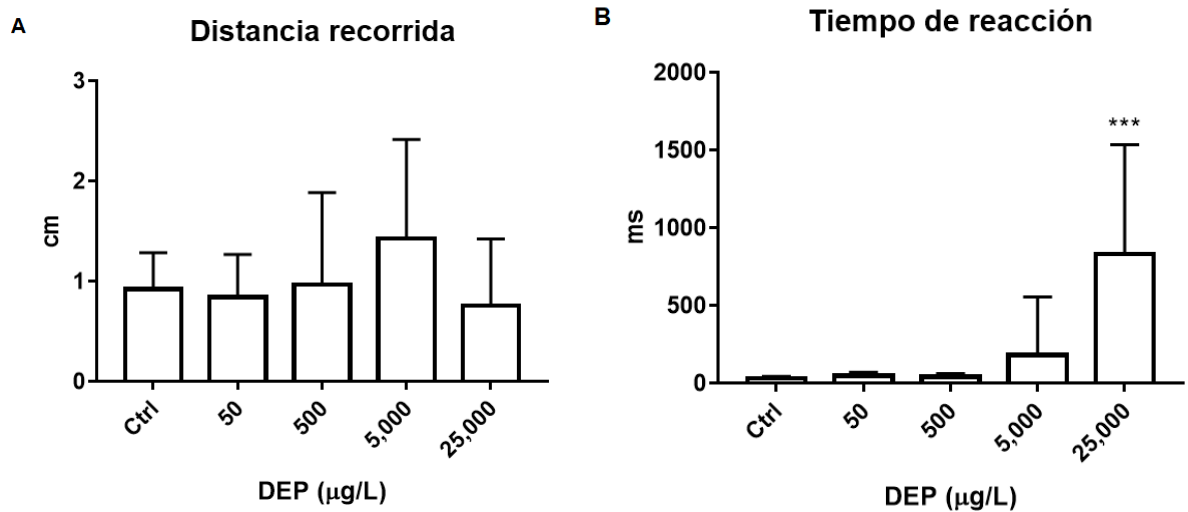 A
Distancia recorrida
3
2
1
0
cm
Ctrl
50
500
5,000
25,000
DEP (μg/L)
B
Tiempo de reacción
2000
1500
1000
500
0
ms
***
Ctrl
50
500
5,000
25,000
DEP (μg/L)